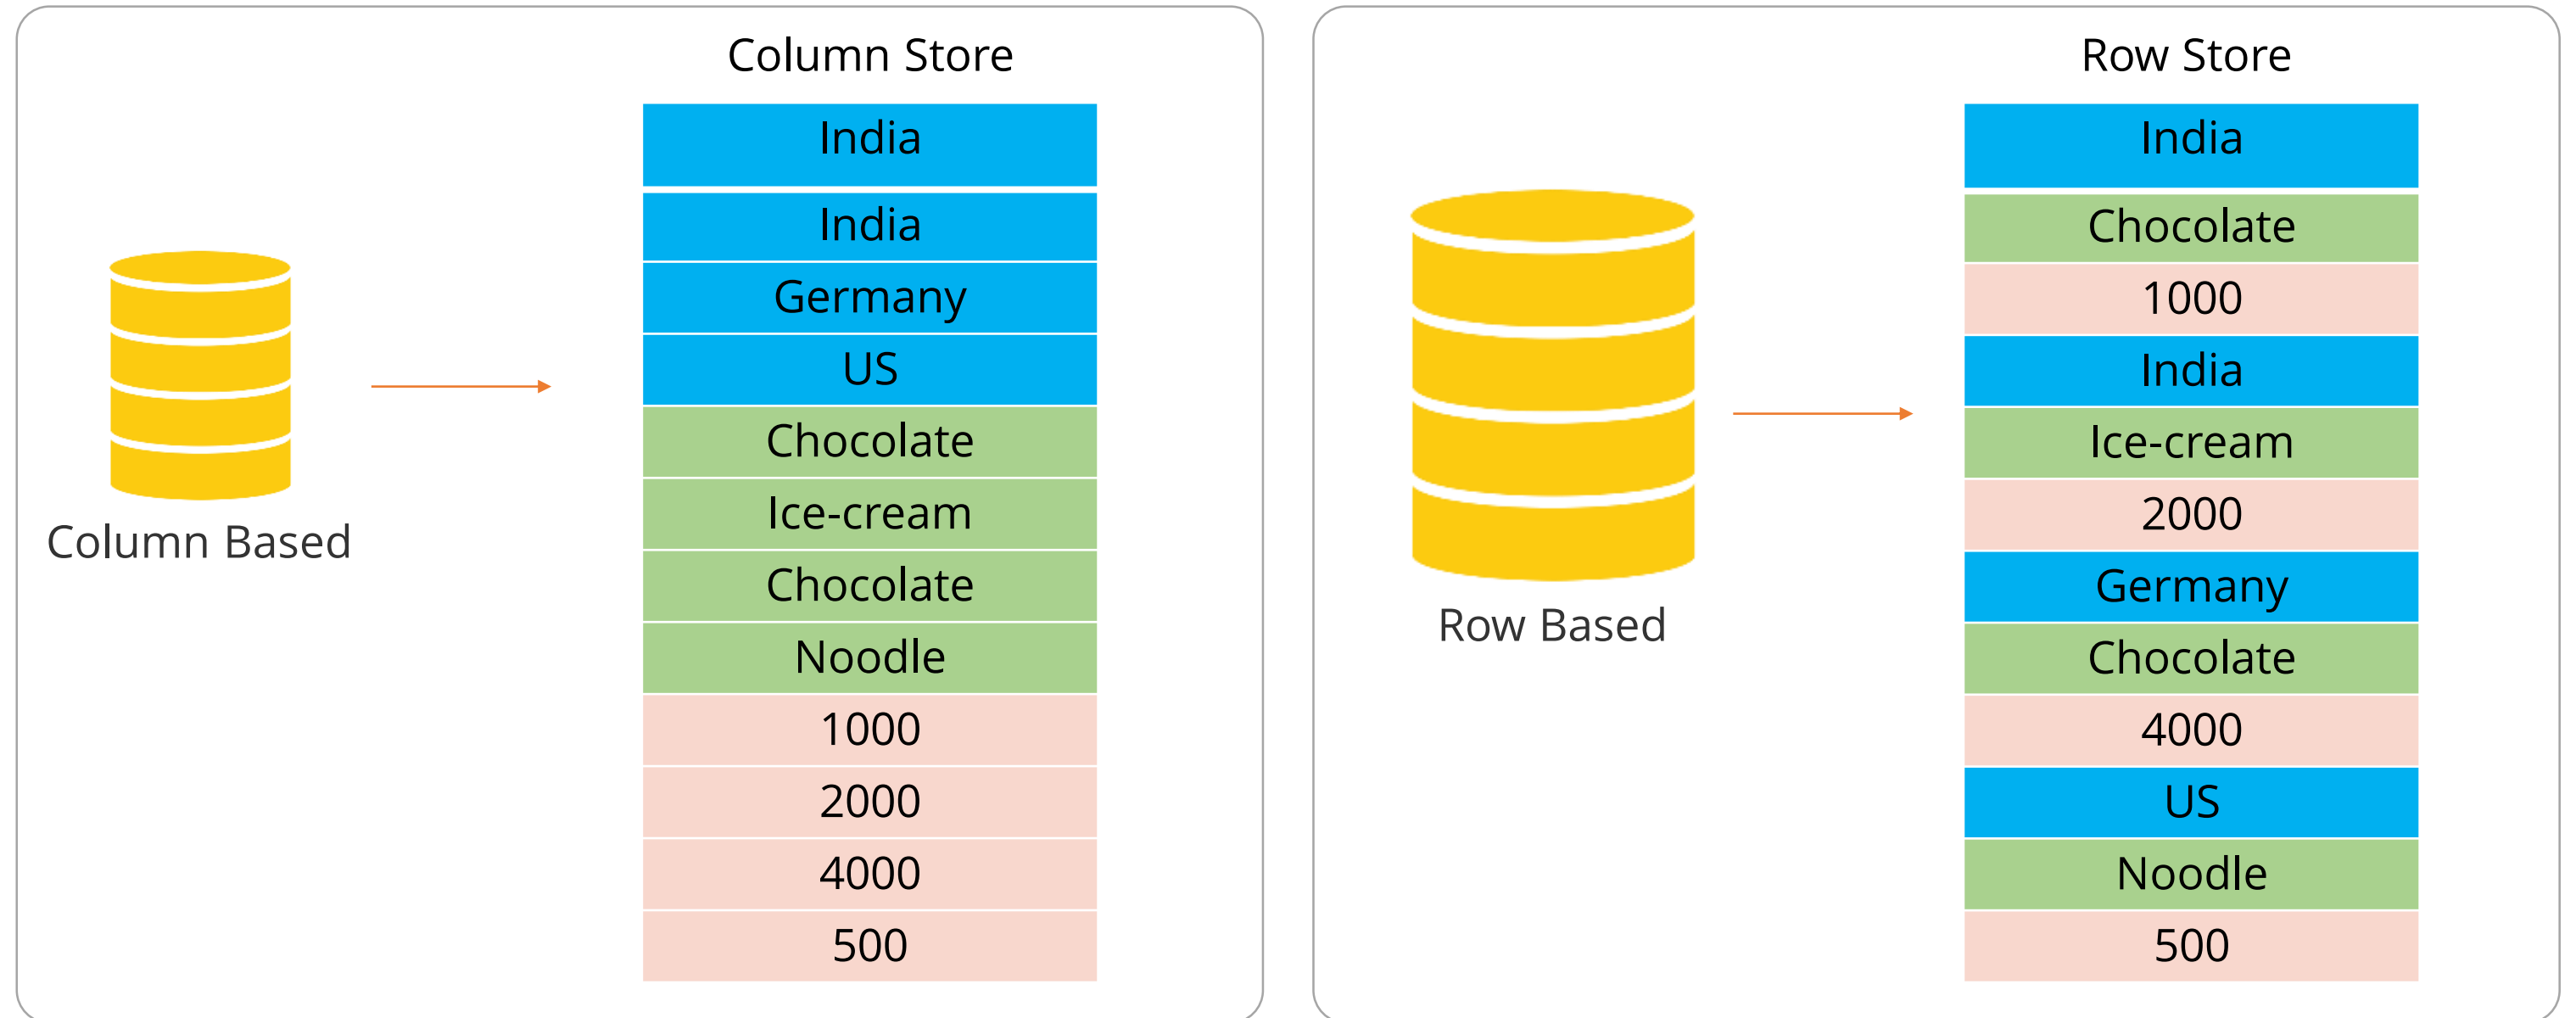 Column Store
India
India
Germany
US
Chocolate
Ice-cream
Chocolate
Noodle
1000
2000
4000
500
Column Based
Row Store
India
Chocolate
1000
India
Ice-cream
2000
Germany
Chocolate
4000
US
Noodle
500
Row Based